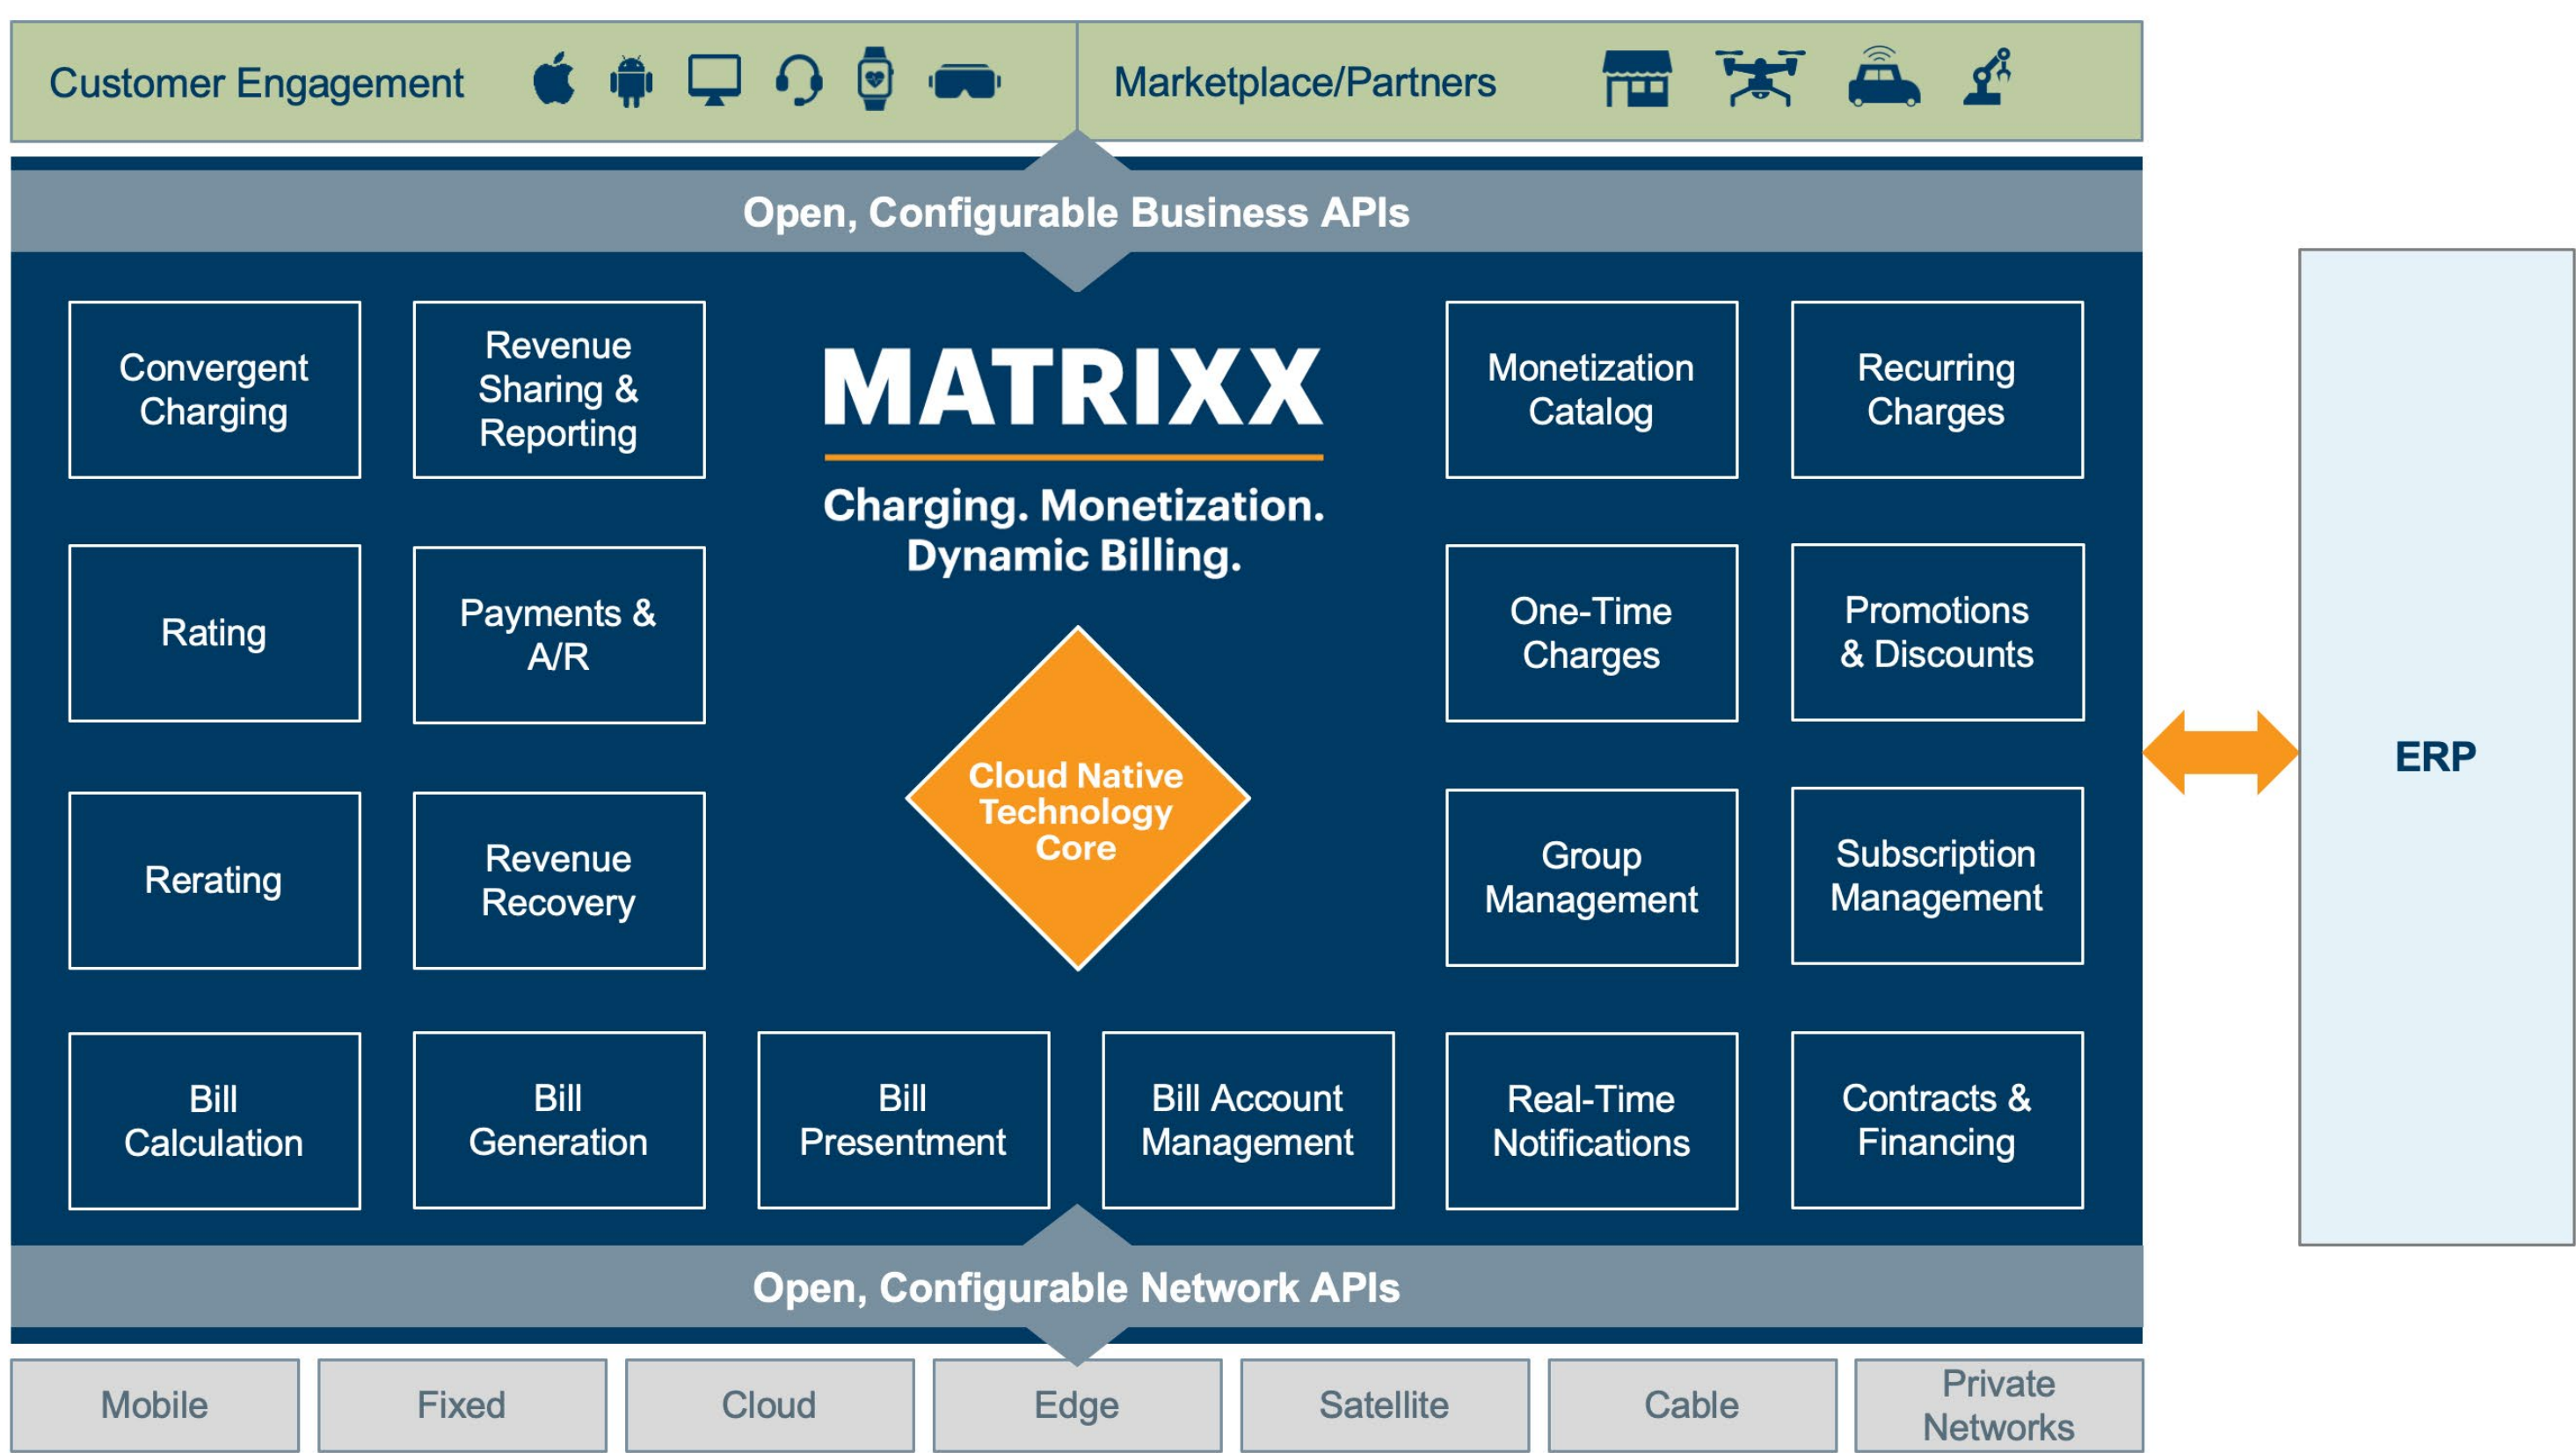 Customer Engagement
Marketplace/Partners
Open, Configurable Business APIs
Convergent
Charging
Revenue
Sharing &
Reporting
MATRIXX
Charging. Monetization.
Dynamic Billing.
Monetization
Catalog
Recurring
Charges
Rating
Payments &
A/R
One-Time
Charges
Promotions
& Discounts
Cloud Native
Technology
Core
ERP
Rerating
Revenue
Recovery
Group
Management
Subscription
Management
Bill
Calculation
Bill
Generation
Bill
Presentment
Bill Account
Management
Real-Time
Notifications
Contracts &
Financing
Open, Configurable Network APIs
Mobile
Fixed
Cloud
Edge
Satellite
Cable
Private
Networks